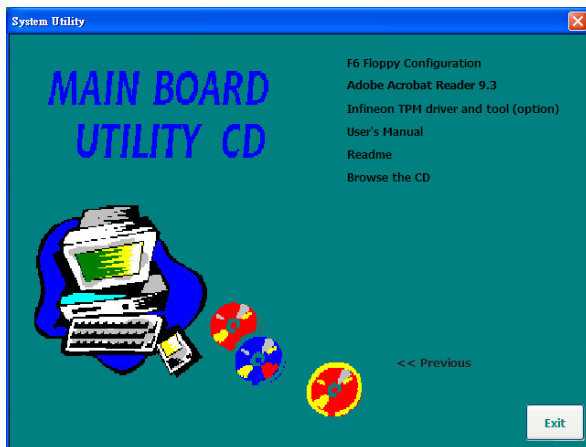 System Utility
MAIN BOARD
UTILITY CD
F6 Floppy Configuration
Adobe Acrobat Reader 9.3
Infineon TPM driver and tool (option)
User's Manual
Readme
Browse the CD
<< Previous
Exit